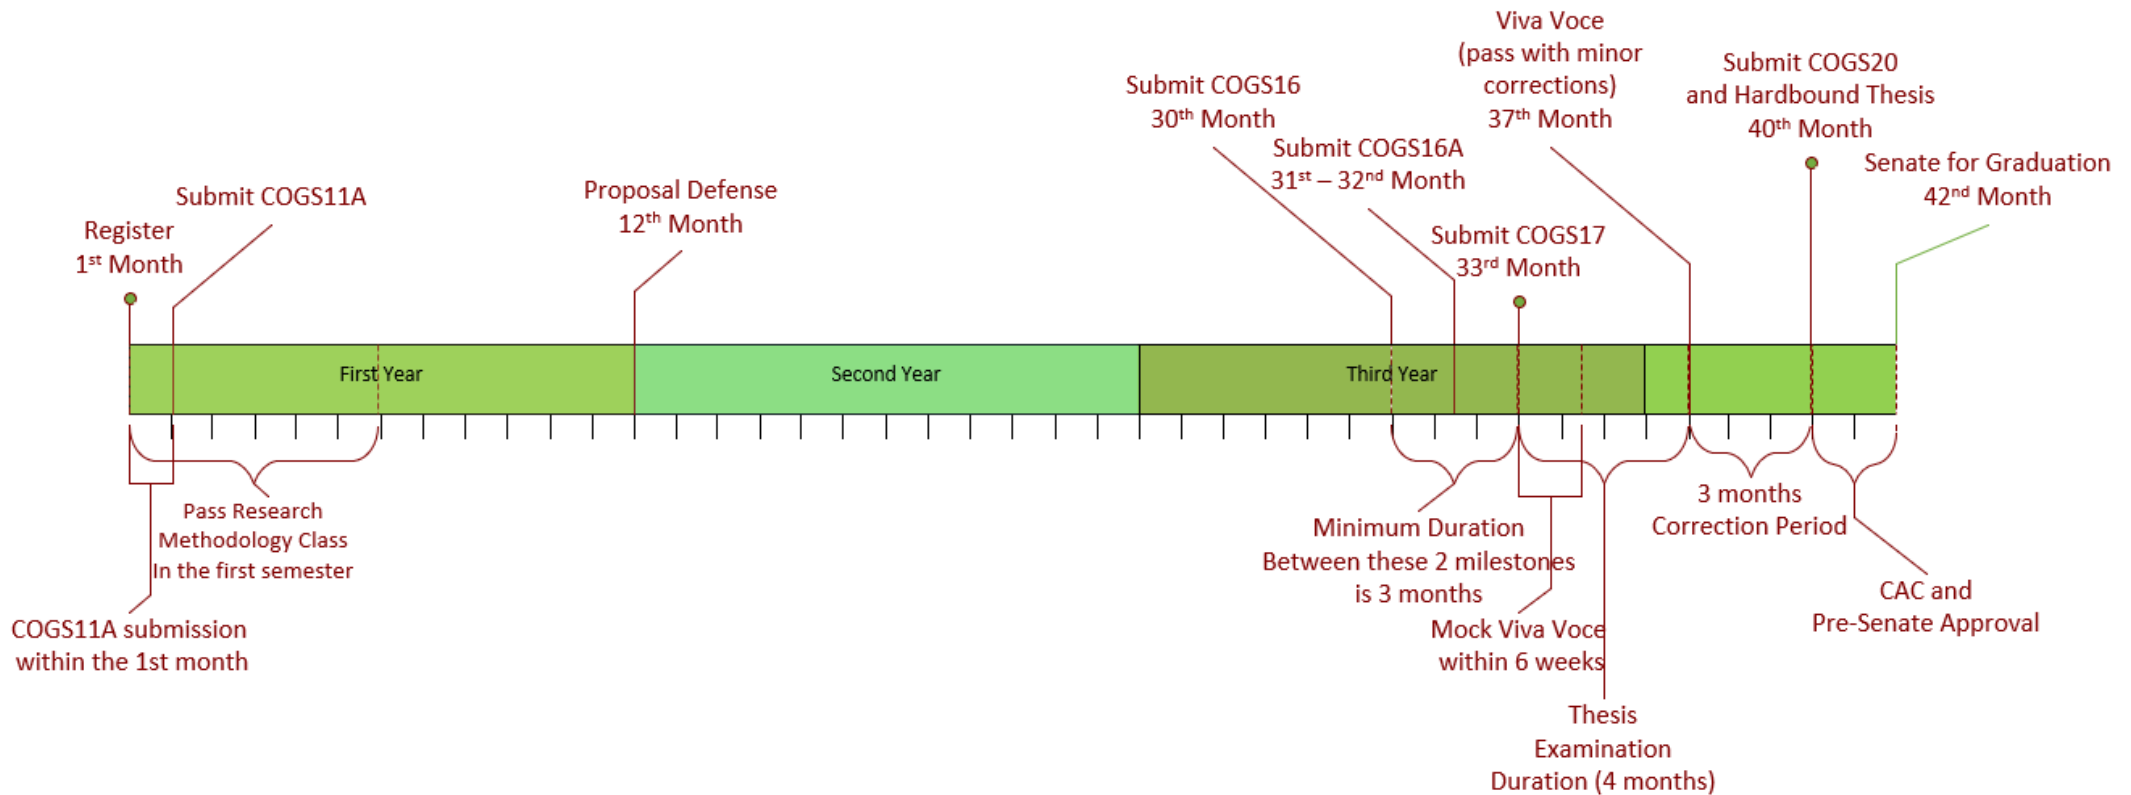 Viva Voce
(pass with minor
corrections)
37th Month
Submit COGS20
and Hardbound Thesis
40th Month
Submit COGS16
30th Month
Submit COGS16A
31st – 32nd Month
Senate for Graduation
42nd Month
Submit COGS11A
Proposal Defense
12th Month
Register
1st Month
Submit COGS17
33rd Month
First Year
Second Year
Third Year
Pass Research
Methodology Class
In the first semester
COGS11A submission
within the 1st month
Minimum Duration
Between these 2 milestones
is 3 months
Mock Viva Voce
within 6 weeks
Thesis
Examination
Duration (4 months)
3 months
Correction Period
CAC and
Pre-Senate Approval